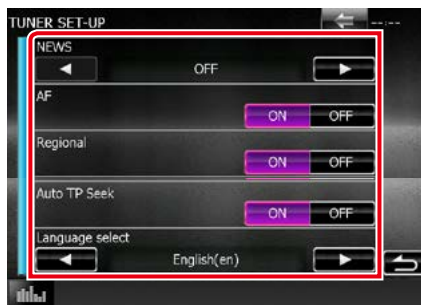 TUNER SET-UP
--:--
NEWS
OFF
AF
ON OFF
Regional
ON OFF
Auto TP Seek
ON OFF
Language select
English(en)